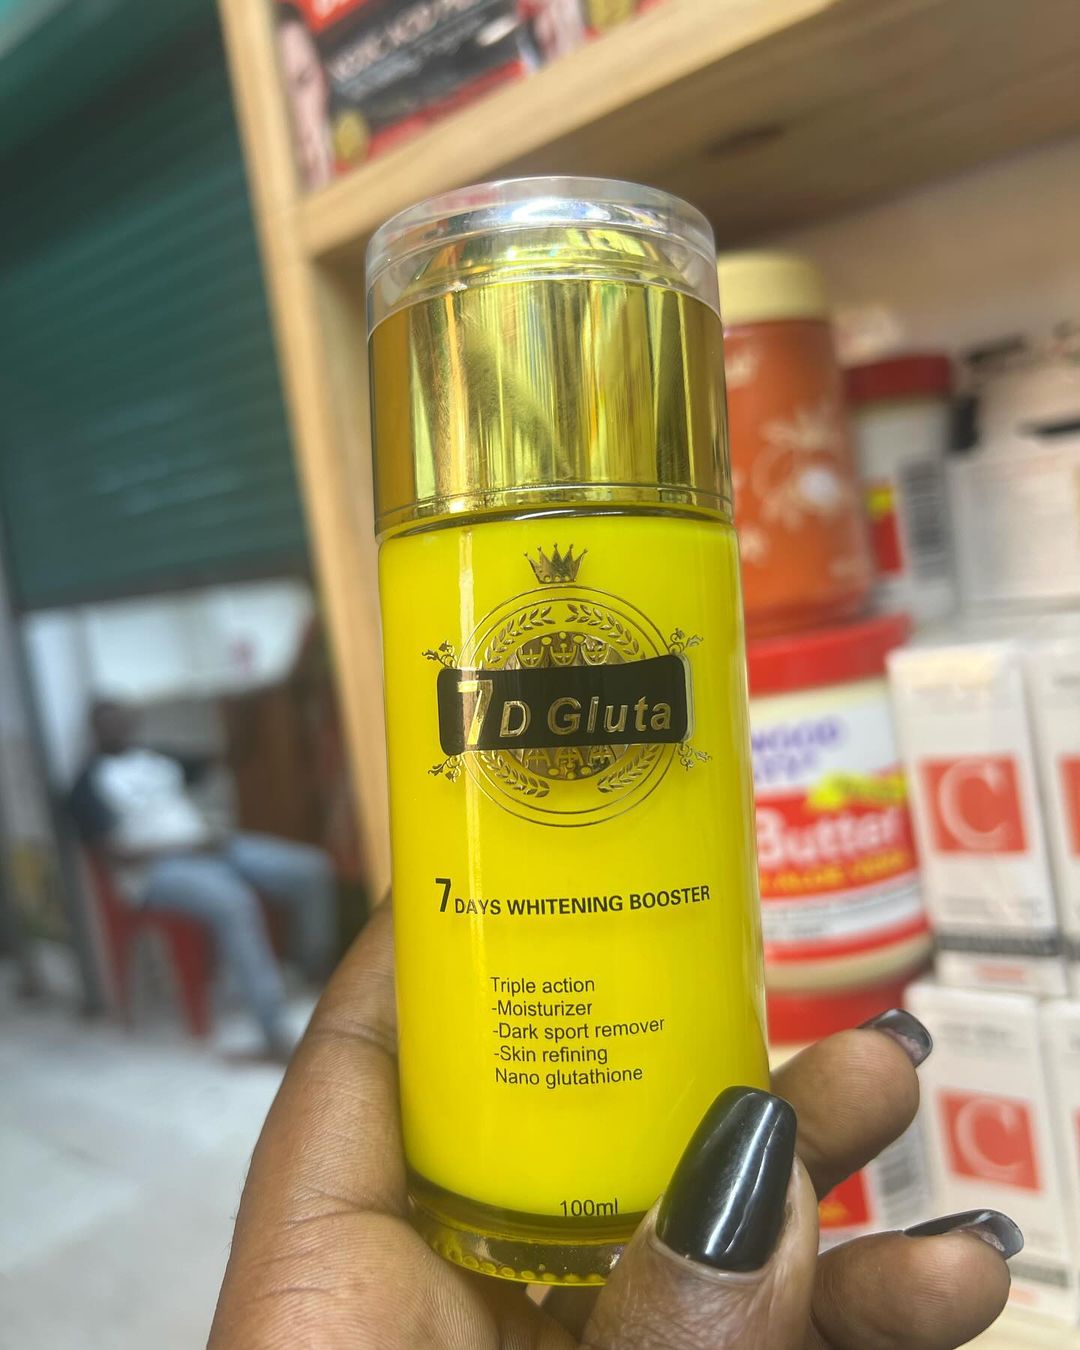 7D Gluta
7 DAYS WHITENING BOOSTER
Triple action
-Moisturizer
-Dark sport remover
-Skin refining
Nano glutathione
100ml
Butter
C
C